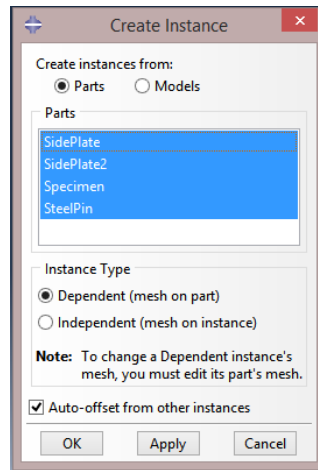 Create Instance
Create instances from:
Parts Models
Parts
SidePlate
SidePlate2
Specimen
SteelPin
Instance Type
Dependent (mesh on part)
Independent (mesh on instance)
Note: To change a Dependent instance's
mesh, you must edit its part's mesh.
Auto-offset from other instances
OK Apply Cancel